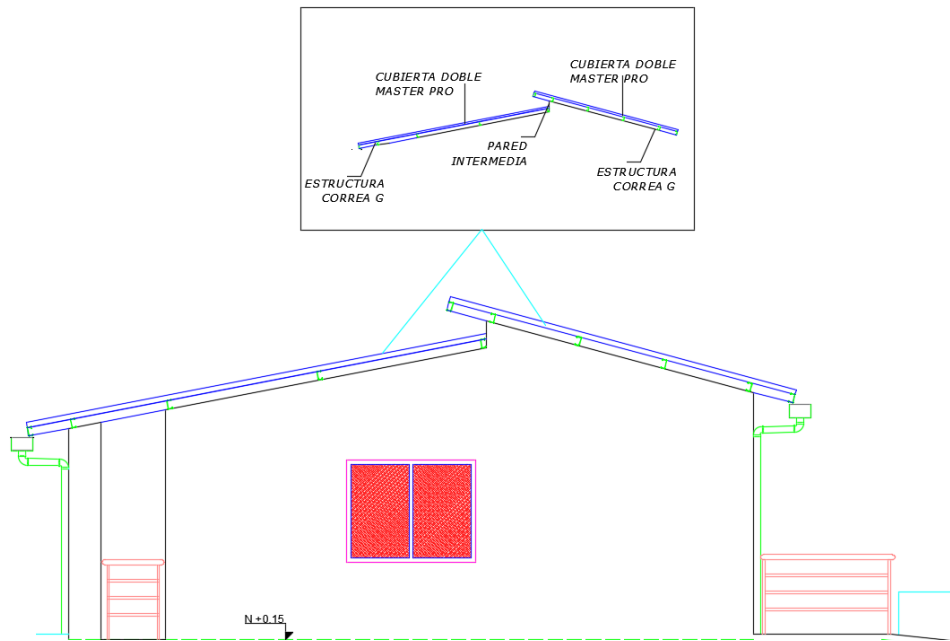 CUBIERTA DOBLE
MASTER PRO
CUBIERTA DOBLE
MASTER PRO
PARED
INTERMEDIA
ESTRUCTURA
CORREA G
ESTRUCTURA
CORREA G
N +0.15